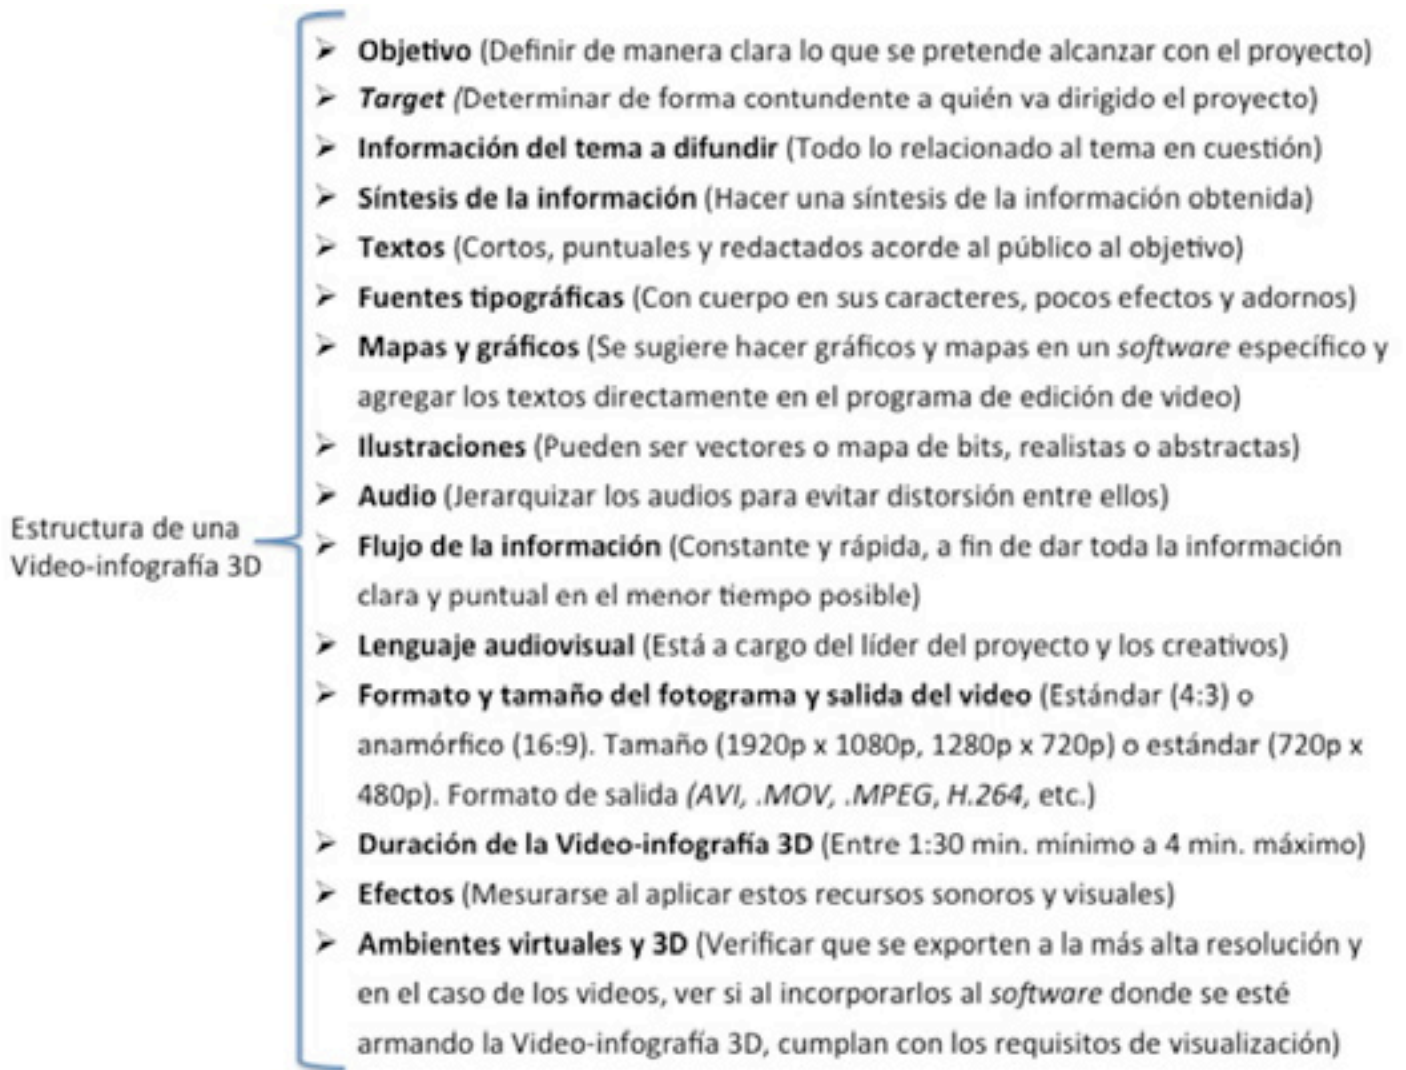 ➢ Objetivo (Definir de manera clara lo que se pretende alcanzar con el proyecto)
➢ Target (Determinar de forma contundente a quién va dirigido el proyecto)
➢ Información del tema a difundir (Todo lo relacionado al tema en cuestión)
➢ Síntesis de la información (Hacer una síntesis de la información obtenida)
➢ Textos (Cortos, puntuales y redactados acorde al público al objetivo)
➢ Fuentes tipográficas (Con cuerpo en sus caracteres, pocos efectos y adornos)
➢ Mapas y gráficos (Se sugiere hacer gráficos y mapas en un software específico y
agregar los textos directamente en el programa de edición de video)
➢ Ilustraciones (Pueden ser vectores o mapa de bits, realistas o abstractas)
➢ Audio (Jerarquizar los audios para evitar distorsión entre ellos)
Estructura de una
Video-infografía 3D
➢ Flujo de la información (Constante y rápida, a fin de dar toda la información
clara y puntual en el menor tiempo posible)
➢ Lenguaje audiovisual (Está a cargo del líder del proyecto y los creativos)
➢ Formato y tamaño del fotograma y salida del video (Estándar (4:3) o
anamórfico (16:9). Tamaño (1920p x 1080p, 1280p x 720p) o estándar (720p x
480p). Formato de salida (AVI, .MOV, .MPEG, H.264, etc.)
➢ Duración de la Video-infografía 3D (Entre 1:30 min. mínimo a 4 min. máximo)
➢ Efectos (Mesurarse al aplicar estos recursos sonoros y visuales)
➢ Ambientes virtuales y 3D (Verificar que se exporten a la más alta resolución y
en el caso de los videos, ver si al incorporarlos al software donde se esté
armando la Video-infografía 3D, cumplan con los requisitos de visualización)